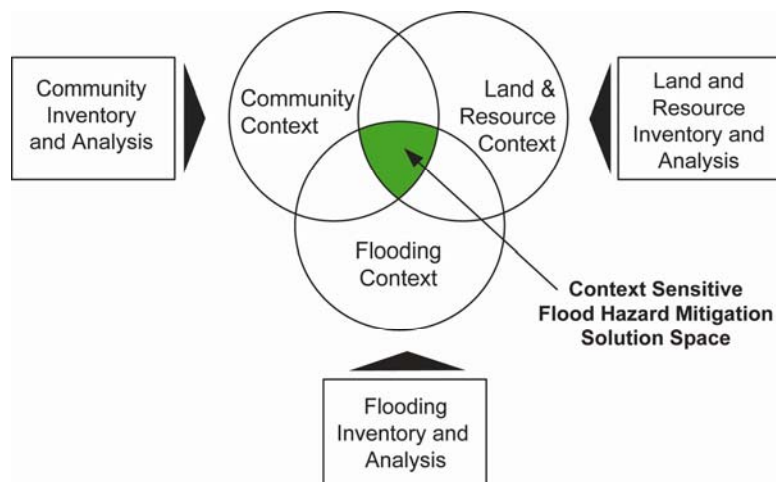 Community
Inventory
and Analysis
Community
Context
Land &
Resource
Context
Land and
Resource
Inventory and
Analysis
Flooding
Context
Context Sensitive
Flood Hazard Mitigation
Solution Space
Flooding
Inventory and
Analysis